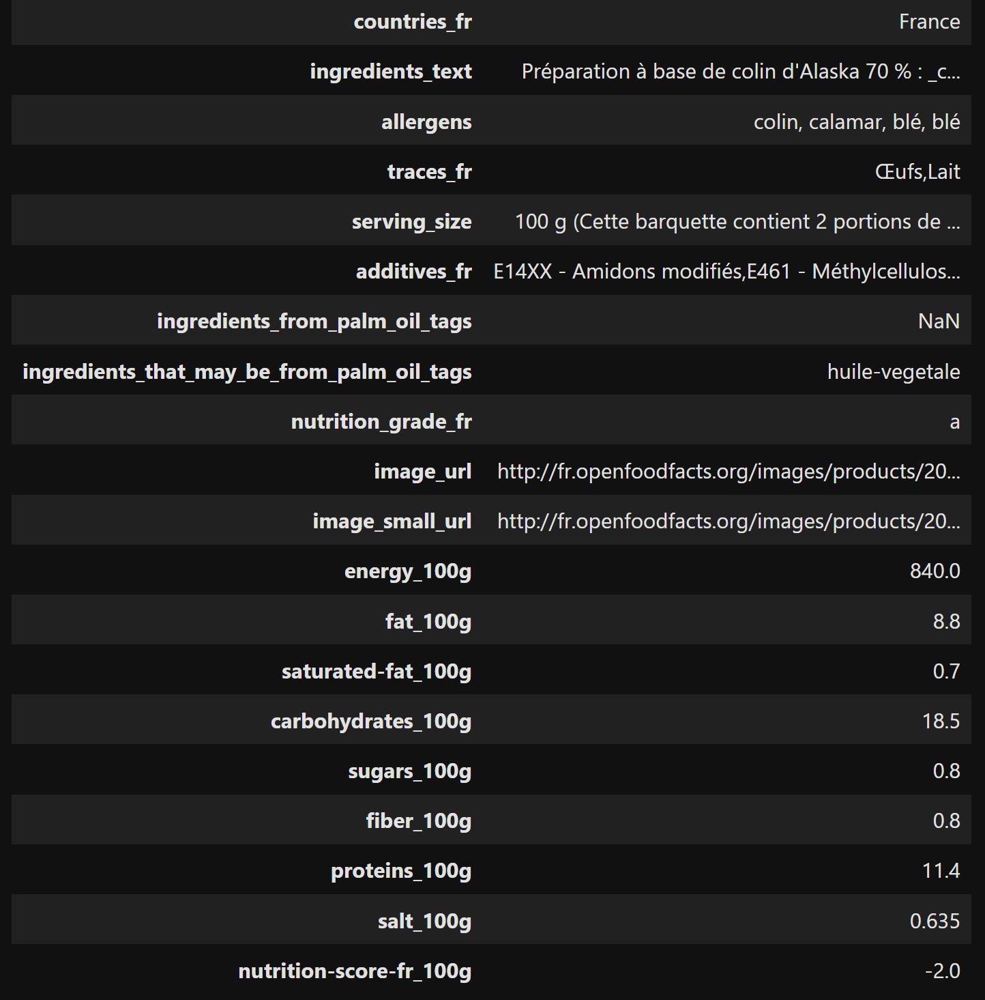 countries_fr France
ingredients_text Préparation à base de colin d'Alaska 70 % : _c...
allergens colin, calamar, blé, blé
traces_fr Œufs,Lait
serving_size 100 g (Cette barquette contient 2 portions de ...
additives_fr E14XX - Amidons modifiés,E461 - Méthylcellulos...
ingredients_from_palm_oil_tags NaN
ingredients_that_may_be_from_palm_oil_tags huile-vegetale
nutrition_grade_fr a
image_url http://fr.openfoodfacts.org/images/products/20...
image_small_url http://fr.openfoodfacts.org/images/products/20...
energy_100g 840.0
fat_100g 8.8
saturated-fat_100g 0.7
carbohydrates_100g 18.5
sugars_100g 0.8
fiber_100g 0.8
proteins_100g 11.4
salt_100g 0.635
nutrition-score-fr_100g -2.0